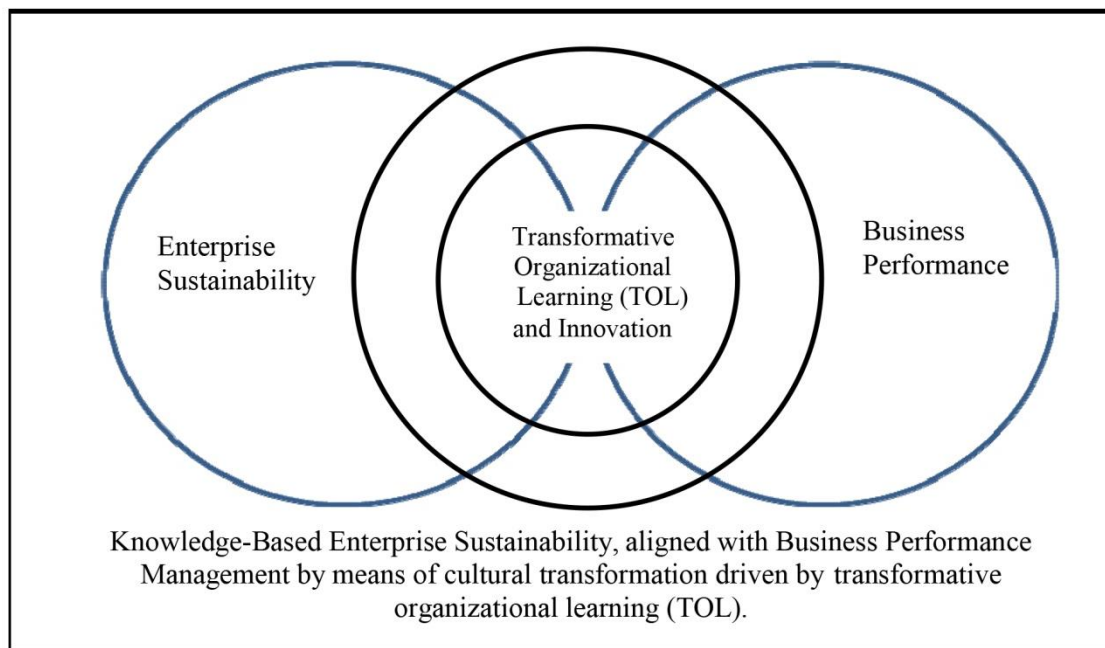 Enterprise
Sustainability
Transformative
Organizational
Learning (TOL)
and Innovation
Business
Performance
Knowledge-Based Enterprise Sustainability, aligned with Business Performance
Management by means of cultural transformation driven by transformative
organizational learning (TOL).